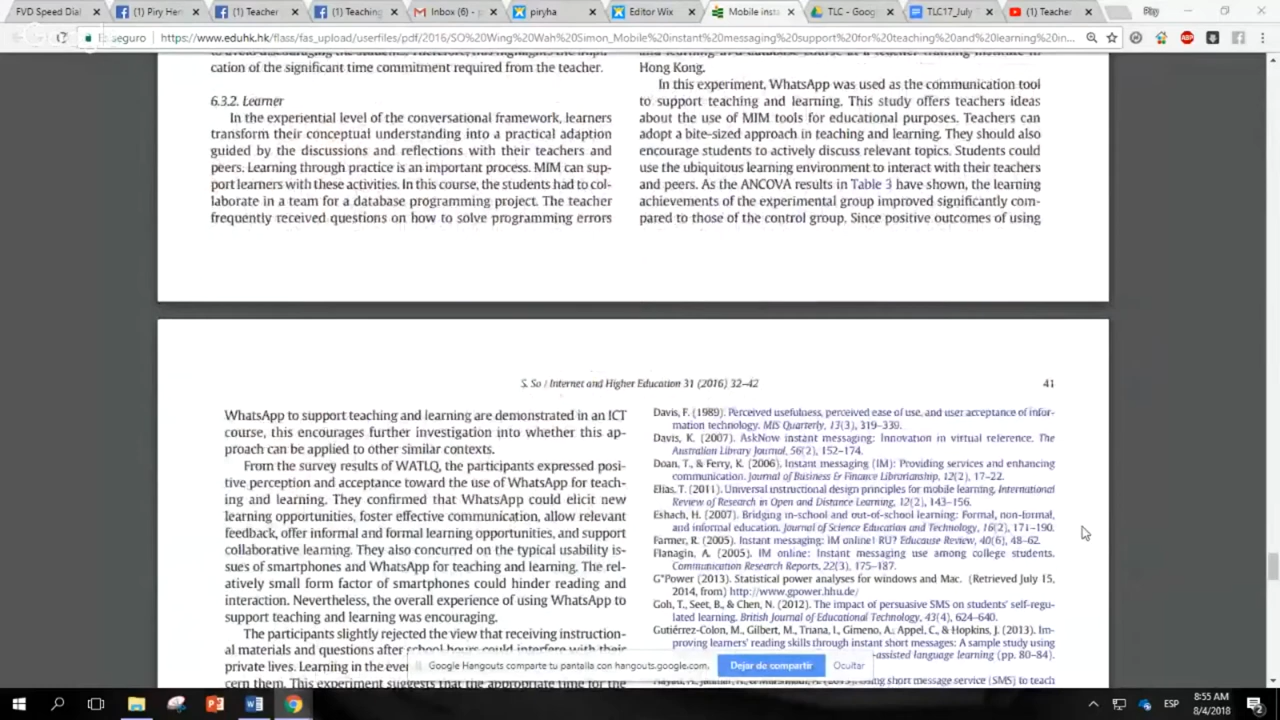 FVD Speed Dial
(1) Piry Her
(1) Teacher
(1) Teaching
Inbox (6) - p
piryha
Editor Wix
Mobile insta
TLC - Goog
TLC17_July
(1) Teacher
seguro
https://www.eduhk.hk/flass/fas_upload/userfiles/pdf/2016/SO%20Wing%20Wah%20Simon_Mobile%20instant%20messaging%20support%20for%20teaching%20and%20learning%20in...
cation of the significant time commitment required from the teacher.
6.3.2. Learner
In the experiential level of the conversational framework, learners
transform their conceptual understanding into a practical adaption
guided by the discussions and reflections with their teachers and
peers. Learning through practice is an important process. MIM can sup-
port learners with these activities. In this course, the students had to col-
laborate in a team for a database programming project. The teacher
frequently received questions on how to solve programming errors
Hong Kong.
In this experiment, WhatsApp was used as the communication tool
to support teaching and learning. This study offers teachers ideas
about the use of MIM tools for educational purposes. Teachers can
adopt a bite-sized approach in teaching and learning. They should also
encourage students to actively discuss relevant topics. Students could
use the ubiquitous learning environment to interact with their teachers
and peers. As the ANCOVA results in Table 3 have shown, the learning
achievements of the experimental group improved significantly com-
pared to those of the control group. Since positive outcomes of using
S. So / Internet and Higher Education 31 (2016) 32–42
41
WhatsApp to support teaching and learning are demonstrated in an ICT
course, this encourages further investigation into whether this ap-
proach can be applied to other similar contexts.
From the survey results of WATLQ, the participants expressed posi-
tive perception and acceptance toward the use of WhatsApp for teach-
ing and learning. They confirmed that WhatsApp could elicit new
learning opportunities, foster effective communication, allow relevant
feedback, offer informal and formal learning opportunities, and support
collaborative learning. They also concurred on the typical usability is-
sues of smartphones and WhatsApp for teaching and learning. The rel-
atively small form factor of smartphones could hinder reading and
interaction. Nevertheless, the overall experience of using WhatsApp to
support teaching and learning was encouraging.
The participants slightly rejected the view that receiving instruction-
al materials and questions after school hours could interfere with their
private lives. Learning in the eve
cern them. This experiment suggests that the appropriate time for the
Davis, F. (1989). Perceived usefulness, perceived ease of use, and user acceptance of infor-
mation technology. MIS Quarterly, 13(3), 319–339.
Davis, K. (2007). AskNow instant messaging: Innovation in virtual reference. The
Australian Library Journal, 56(2), 152–174.
Doan, T., & Ferry, K. (2006). Instant messaging (IM): Providing services and enhancing
communication. Journal of Business & Finance Librarianship, 12(2), 17–22.
Elias, T. (2011). Universal instructional design principles for mobile learning. International
Review of Research in Open and Distance Learning, 12(2), 143–156.
Eshach, H. (2007). Bridging in-school and out-of-school learning: Formal, non-formal,
and informal education. Journal of Science Education and Technology, 16(2), 171–190.
Farmer, R. (2005). Instant messaging: IM online! RU? Educause Review, 40(6), 48–62.
Flanagin, A. (2005). IM online: Instant messaging use among college students.
Communication Research Reports, 22(3), 175–187.
G*Power (2013). Statistical power analyses for windows and Mac. (Retrieved July 15,
2014, from) http://www.gpower.hhu.de/
Goh, T., Seet, B., & Chen, N. (2012). The impact of persuasive SMS on students' self-regu-
lated learning. British Journal of Educational Technology, 43(4), 624–640.
Gutiérrez-Colon, M., Gilbert, M., Triana, I., Gimeno, A., Appel, C., & Hopkins, J. (2013). Im-
proving learners' reading skills through instant short messages: A sample study using
-assisted language learning (pp. 80–84).
short message service (SMS) to teach
Google Hangouts comparte tu pantalla con hangouts.google.com.
Dejar de compartir
Ocultar
ESP
8:55 AM
8/4/2018